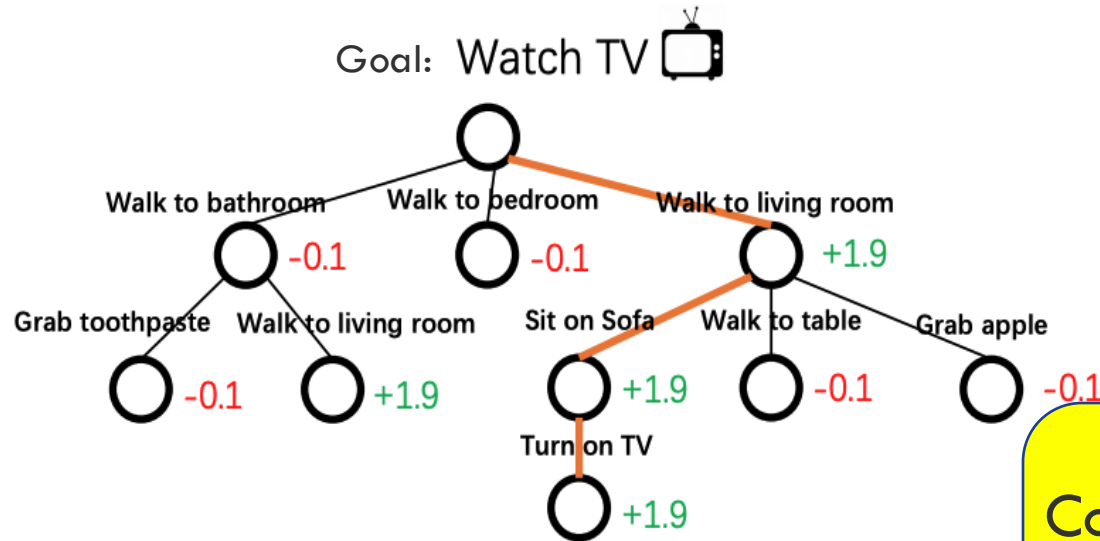 Goal: Watch TV
Walk to bathroom
Walk to bedroom
Walk to living room
-0.1
-0.1
+1.9
Grab toothpaste
Walk to living room
Sit on Sofa
Walk to table
Grab apple
-0.1
+1.9
+1.9
-0.1
-0.1
Turn on TV
+1.9